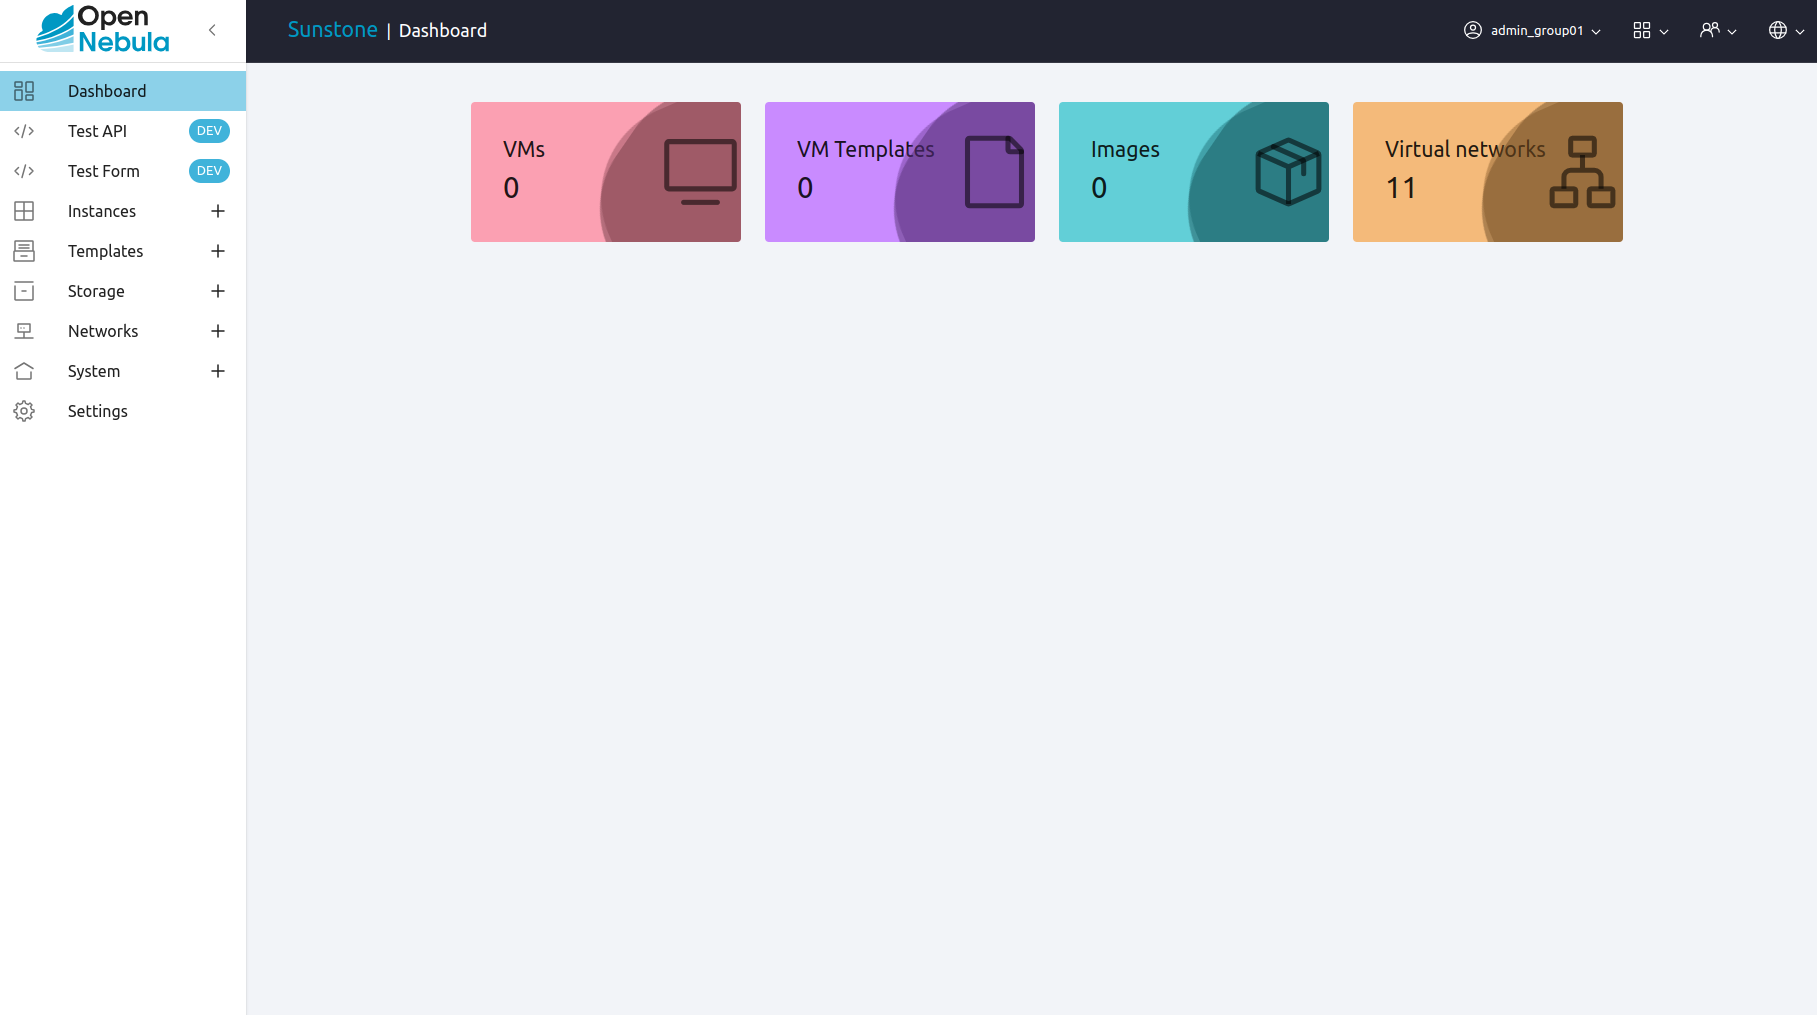 Open
Nebula
Sunstone | Dashboard
admin_group01
Dashboard
Test API DEV
Test Form DEV
Instances
Templates
Storage
Networks
System
Settings
VMs
0
VM Templates
0
Images
0
Virtual networks
11